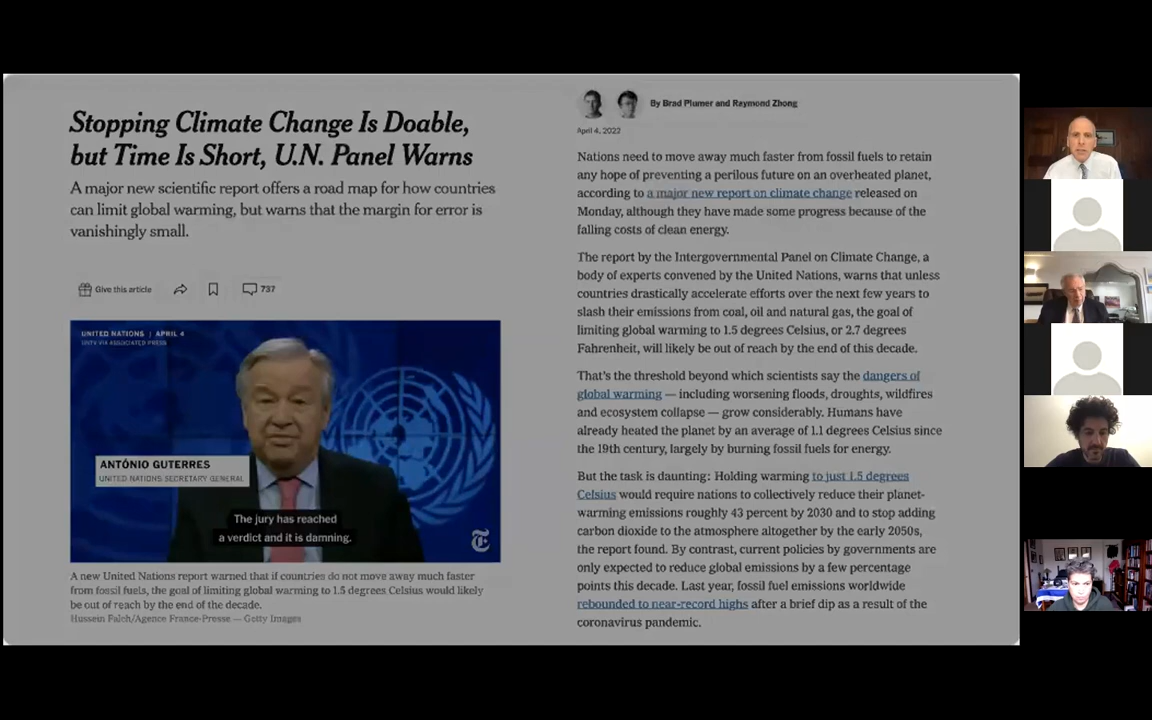 Stopping Climate Change Is Doable,
but Time Is Short, U.N. Panel Warns
A major new scientific report offers a road map for how countries
can limit global warming, but warns that the margin for error is
vanishingly small.
Give this article
737
UNITED NATIONS | APRIL 4
UNTV VIA ASSOCIATED PRESS
ANTÓNIO GUTERRES
UNITED NATIONS SECRETARY GENERAL
The jury has reached
a verdict and it is damning.
T
A new United Nations report warned that if countries do not move away much faster
from fossil fuels, the goal of limiting global warming to 1.5 degrees Celsius would likely
be out of reach by the end of the decade.
Hussein Falch/Agence France-Presse — Getty Images
By Brad Plumer and Raymond Zhong
April 4, 2022
Nations need to move away much faster from fossil fuels to retain
any hope of preventing a perilous future on an overheated planet,
according to a major new report on climate change released on
Monday, although they have made some progress because of the
falling costs of clean energy.
The report by the Intergovernmental Panel on Climate Change, a
body of experts convened by the United Nations, warns that unless
countries drastically accelerate efforts over the next few years to
slash their emissions from coal, oil and natural gas, the goal of
limiting global warming to 1.5 degrees Celsius, or 2.7 degrees
Fahrenheit, will likely be out of reach by the end of this decade.
That's the threshold beyond which scientists say the dangers of
global warming — including worsening floods, droughts, wildfires
and ecosystem collapse — grow considerably. Humans have
already heated the planet by an average of 1.1 degrees Celsius since
the 19th century, largely by burning fossil fuels for energy.
But the task is daunting: Holding warming to just 1.5 degrees
Celsius would require nations to collectively reduce their planet-
warming emissions roughly 43 percent by 2030 and to stop adding
carbon dioxide to the atmosphere altogether by the early 2050s,
the report found. By contrast, current policies by governments are
only expected to reduce global emissions by a few percentage
points this decade. Last year, fossil fuel emissions worldwide
rebounded to near-record highs after a brief dip as a result of the
coronavirus pandemic.